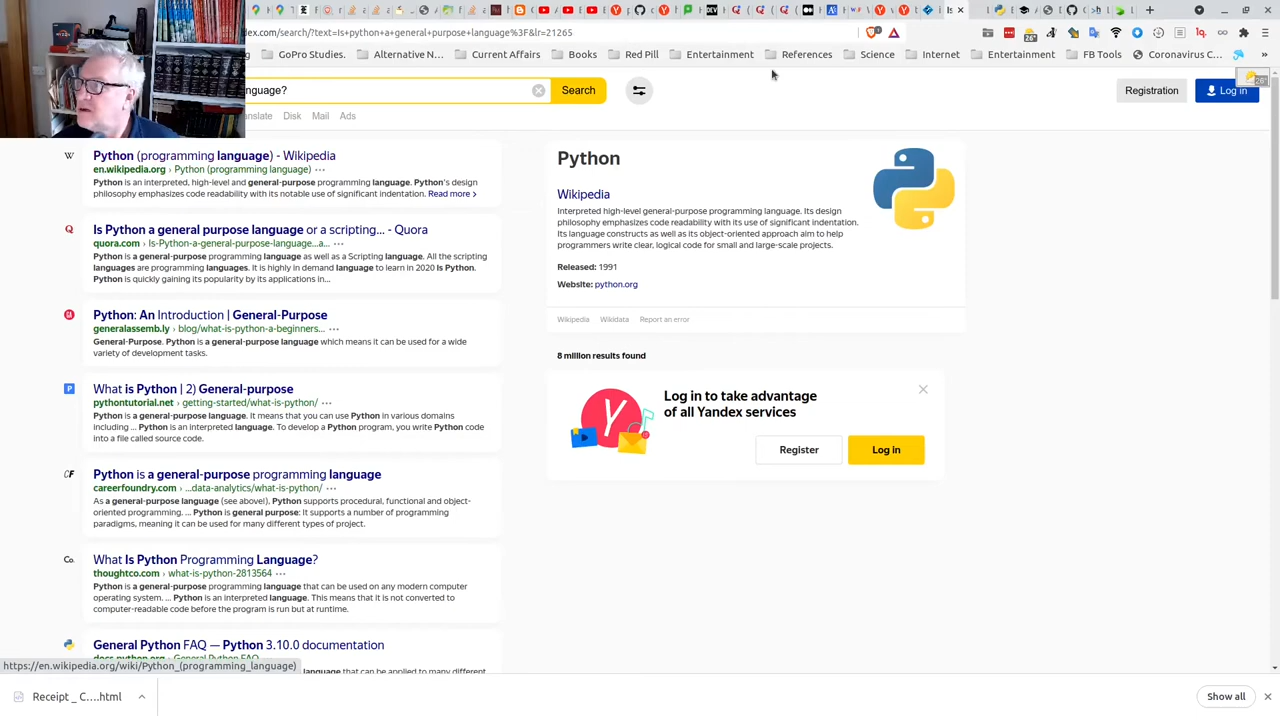 Is
dex.com/search/?text=Is+python+a+general+purpose+language%3F&lr=21265
26°
GoPro Studies.
Alternative N...
Current Affairs
Books
Red Pill
Entertainment
References
Science
Internet
Entertainment
FB Tools
Coronavirus C...
nguage?
Search
Registration
Log in
26°
anslate
Disk
Mail
Ads
Python (programming language) - Wikipedia
en.wikipedia.org › Python (programming language)
Python is an interpreted, high-level and general-purpose programming language. Python's design
philosophy emphasizes code readability with its notable use of significant indentation. Read more ›
Is Python a general purpose language or a scripting... - Quora
quora.com › Is-Python-a-general-purpose-language...a...
Python is a general-purpose programming language as well as a Scripting language. All the scripting
languages are programming languages. It is highly in demand language to learn in 2020 Is Python.
Python is quickly gaining its popularity by its applications in...
Python: An Introduction | General-Purpose
generalassemb.ly › blog/what-is-python-a-beginners...
General-Purpose. Python is a general-purpose language which means it can be used for a wide
variety of development tasks.
What is Python | 2) General-purpose
pythontutorial.net › getting-started/what-is-python/
Python is a general-purpose language. It means that you can use Python in various domains
including ... Python is an interpreted language. To develop a Python program, you write Python code
into a file called source code.
Python is a general-purpose programming language
careerfoundry.com › ...data-analytics/what-is-python/
As a general-purpose language (see above!), Python supports procedural, functional and object-
oriented programming. ... Python is general purpose: It supports a number of programming
paradigms, meaning it can be used for many different types of project.
What Is Python Programming Language?
thoughtco.com › what-is-python-2813564
Python is a general-purpose programming language that can be used on any modern computer
operating system. ... Python is an interpreted language. This means that it is not converted to
computer-readable code before the program is run but at runtime.
General Python FAQ — Python 3.10.0 documentation
docs.python.org › General Python FAQ
language that can be applied to many different
https://en.wikipedia.org/wiki/Python_(programming_language)
Python
Wikipedia
Interpreted high-level general-purpose programming language. Its design
philosophy emphasizes code readability with its use of significant indentation.
Its language constructs as well as its object-oriented approach aim to help
programmers write clear, logical code for small and large-scale projects.
Released: 1991
Website: python.org
Wikipedia
Wikidata
Report an error
8 million results found
Log in to take advantage
of all Yandex services
Register
Log in
Receipt _ C....html
Show all